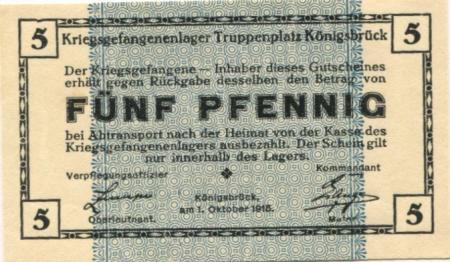 5 5
Kriegsgefangenenlager Truppenplatz Königsbrück
Der Kriegsgefangene — Inhaber dieses Gutscheines
erhält gegen Rückgabe desselben den Betrag von
FÜNF PFENNIG
bei Abtransport nach der Heimat von der Kasse des
Kriegsgefangenenlagers ausbezahlt. Der Schein gilt
nur innerhalb des Lagers.
Verpflegungsoffizier Kommandant
Königsbrück,
am 1. Oktober 1915.
Oberleutnant. Major.
5 5